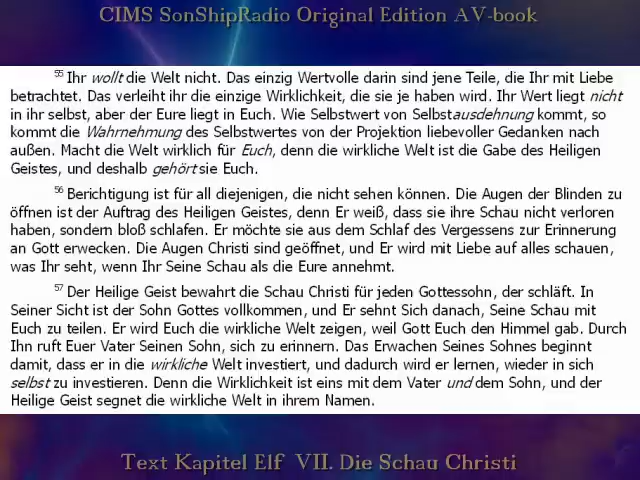 CIMS SonShipRadio Original Edition AV-book
55 Ihr wollt die Welt nicht. Das einzig Wertvolle darin sind jene Teile, die Ihr mit Liebe
betrachtet. Das verleiht ihr die einzige Wirklichkeit, die sie je haben wird. Ihr Wert liegt nicht
in ihr selbst, aber der Eure liegt in Euch. Wie Selbstwert von Selbstausdehnung kommt, so
kommt die Wahrnehmung des Selbstwertes von der Projektion liebevoller Gedanken nach
außen. Macht die Welt wirklich für Euch, denn die wirkliche Welt ist die Gabe des Heiligen
Geistes, und deshalb gehört sie Euch.
56 Berichtigung ist für all diejenigen, die nicht sehen können. Die Augen der Blinden zu
öffnen ist der Auftrag des Heiligen Geistes, denn Er weiß, dass sie ihre Schau nicht verloren
haben, sondern bloß schlafen. Er möchte sie aus dem Schlaf des Vergessens zur Erinnerung
an Gott erwecken. Die Augen Christi sind geöffnet, und Er wird mit Liebe auf alles schauen,
was Ihr seht, wenn Ihr Seine Schau als die Eure annehmt.
57 Der Heilige Geist bewahrt die Schau Christi für jeden Gottessohn, der schläft. In
Seiner Sicht ist der Sohn Gottes vollkommen, und Er sehnt Sich danach, Seine Schau mit
Euch zu teilen. Er wird Euch die wirkliche Welt zeigen, weil Gott Euch den Himmel gab. Durch
Ihn ruft Euer Vater Seinen Sohn, sich zu erinnern. Das Erwachen Seines Sohnes beginnt
damit, dass er in die wirkliche Welt investiert, und dadurch wird er lernen, wieder in sich
selbst zu investieren. Denn die Wirklichkeit ist eins mit dem Vater und dem Sohn, und der
Heilige Geist segnet die wirkliche Welt in ihrem Namen.
Text Kapitel Elf VII. Die Schau Christi